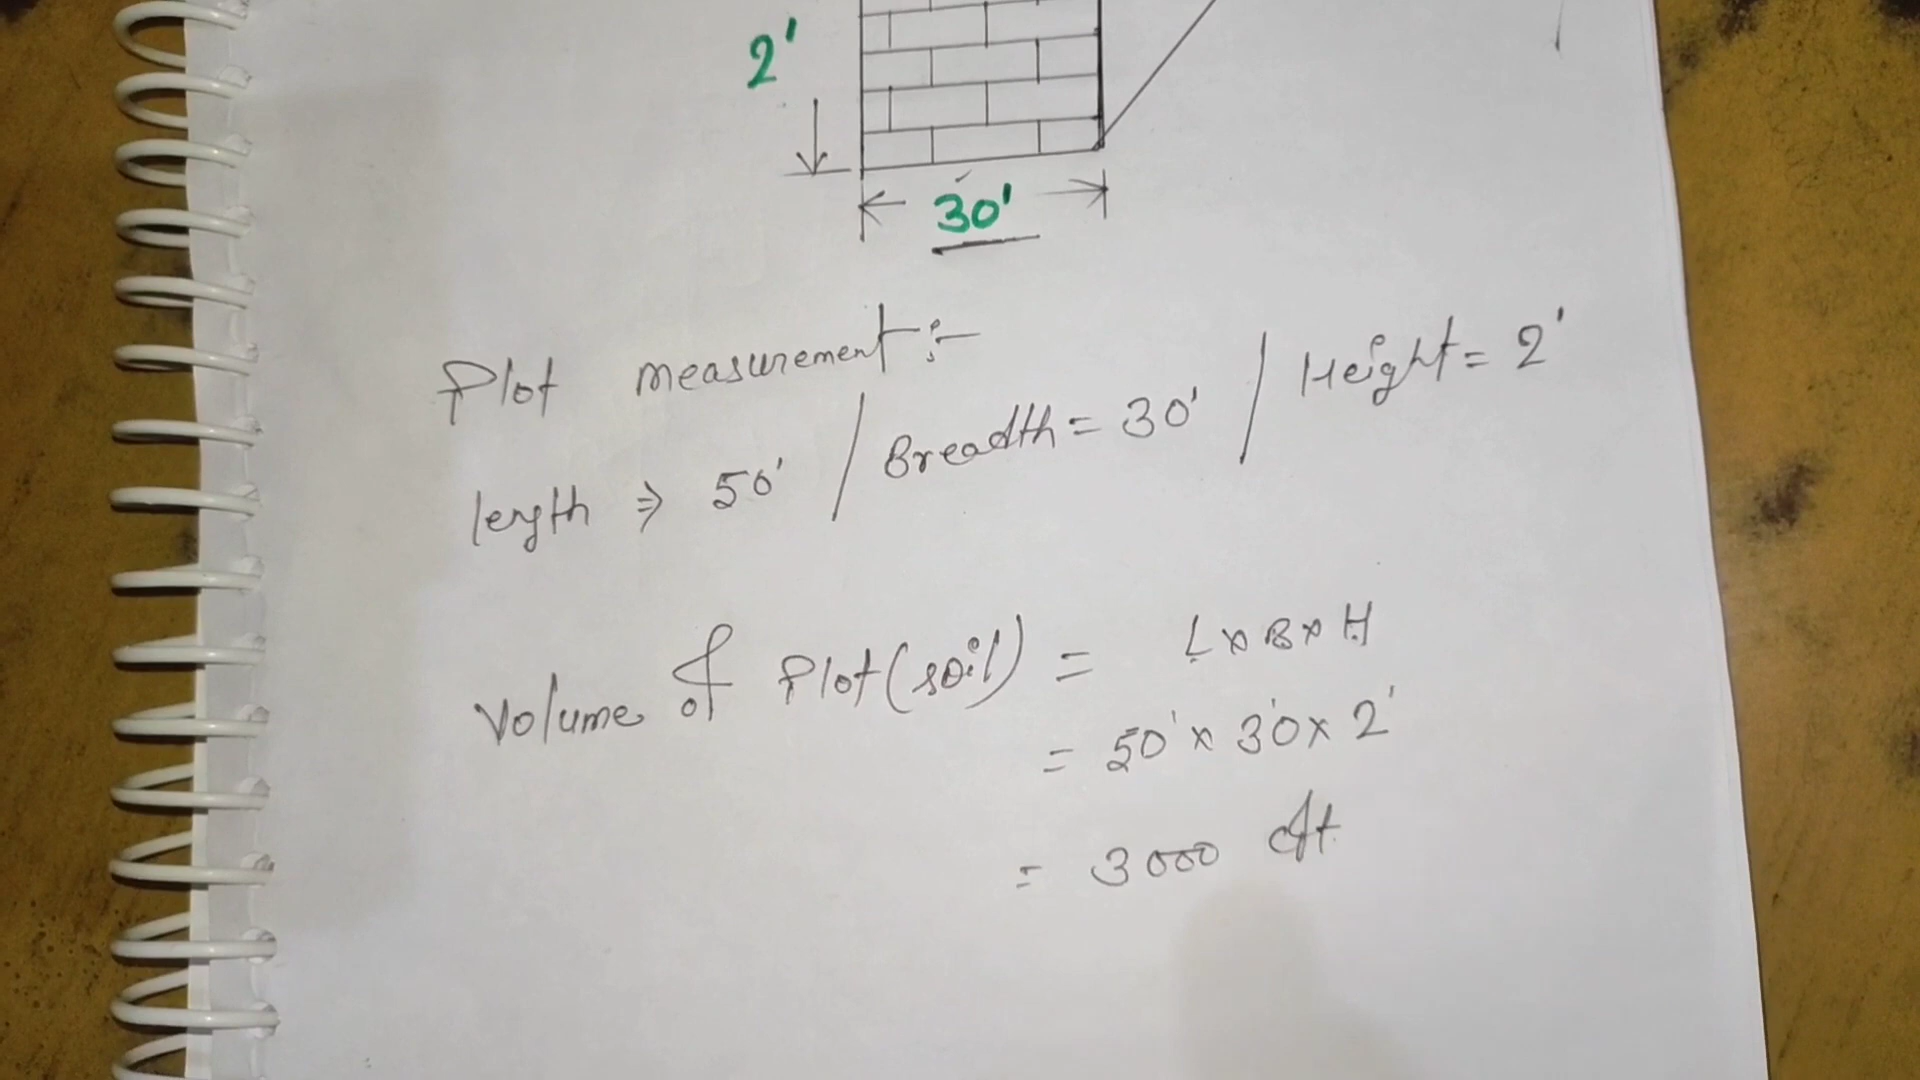 2'
30'
Plot measurement :-
length ⇒ 50' / Breadth = 30' / Height = 2'
Volume of Plot (soil) = L x B x H
= 50' x 30' x 2'
= 3000 cft.